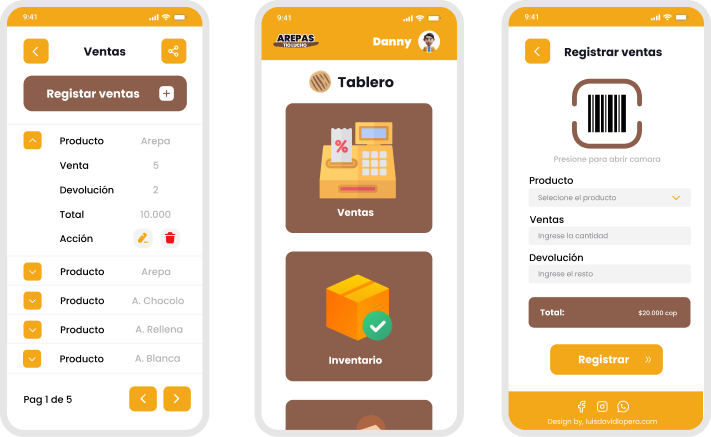 9:41
Ventas
Registar ventas
Producto Arepa
Venta 5
Devolución 2
Total 10.000
Acción
Producto Arepa
Producto A. Chocolo
Producto A. Rellena
Producto A. Blanca
Pag 1 de 5
9:41
AREPAS
TIO LUCHO
Danny
Tablero
%
Ventas
Inventario
9:41
Registrar ventas
Presione para abrir camara
Producto
Selecione el producto
Ventas
Ingrese la cantidad
Devolución
Ingrese el resto
Total: $20.000 cop
Registrar »
Design by, luisdavidlopera.com